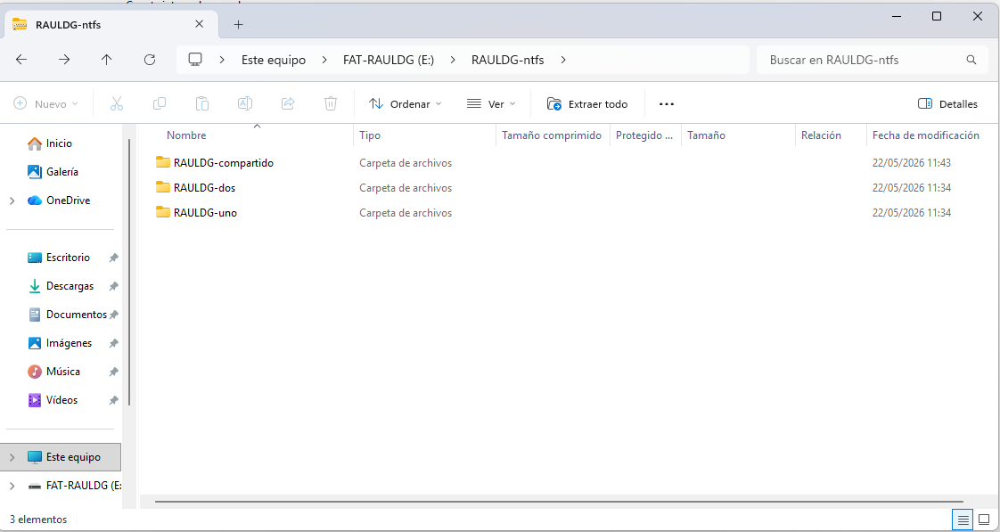 RAULDG-ntfs
Este equipo FAT-RAULDG (E:) RAULDG-ntfs
Buscar en RAULDG-ntfs
Nuevo
Ordenar
Ver
Extraer todo
Detalles
Inicio
Galería
OneDrive
Escritorio
Descargas
Documentos
Imágenes
Música
Vídeos
Este equipo
FAT-RAULDG (E:
Nombre Tipo Tamaño comprimido Protegido ... Tamaño Relación Fecha de modificación
RAULDG-compartido Carpeta de archivos 22/05/2026 11:43
RAULDG-dos Carpeta de archivos 22/05/2026 11:34
RAULDG-uno Carpeta de archivos 22/05/2026 11:34
3 elementos